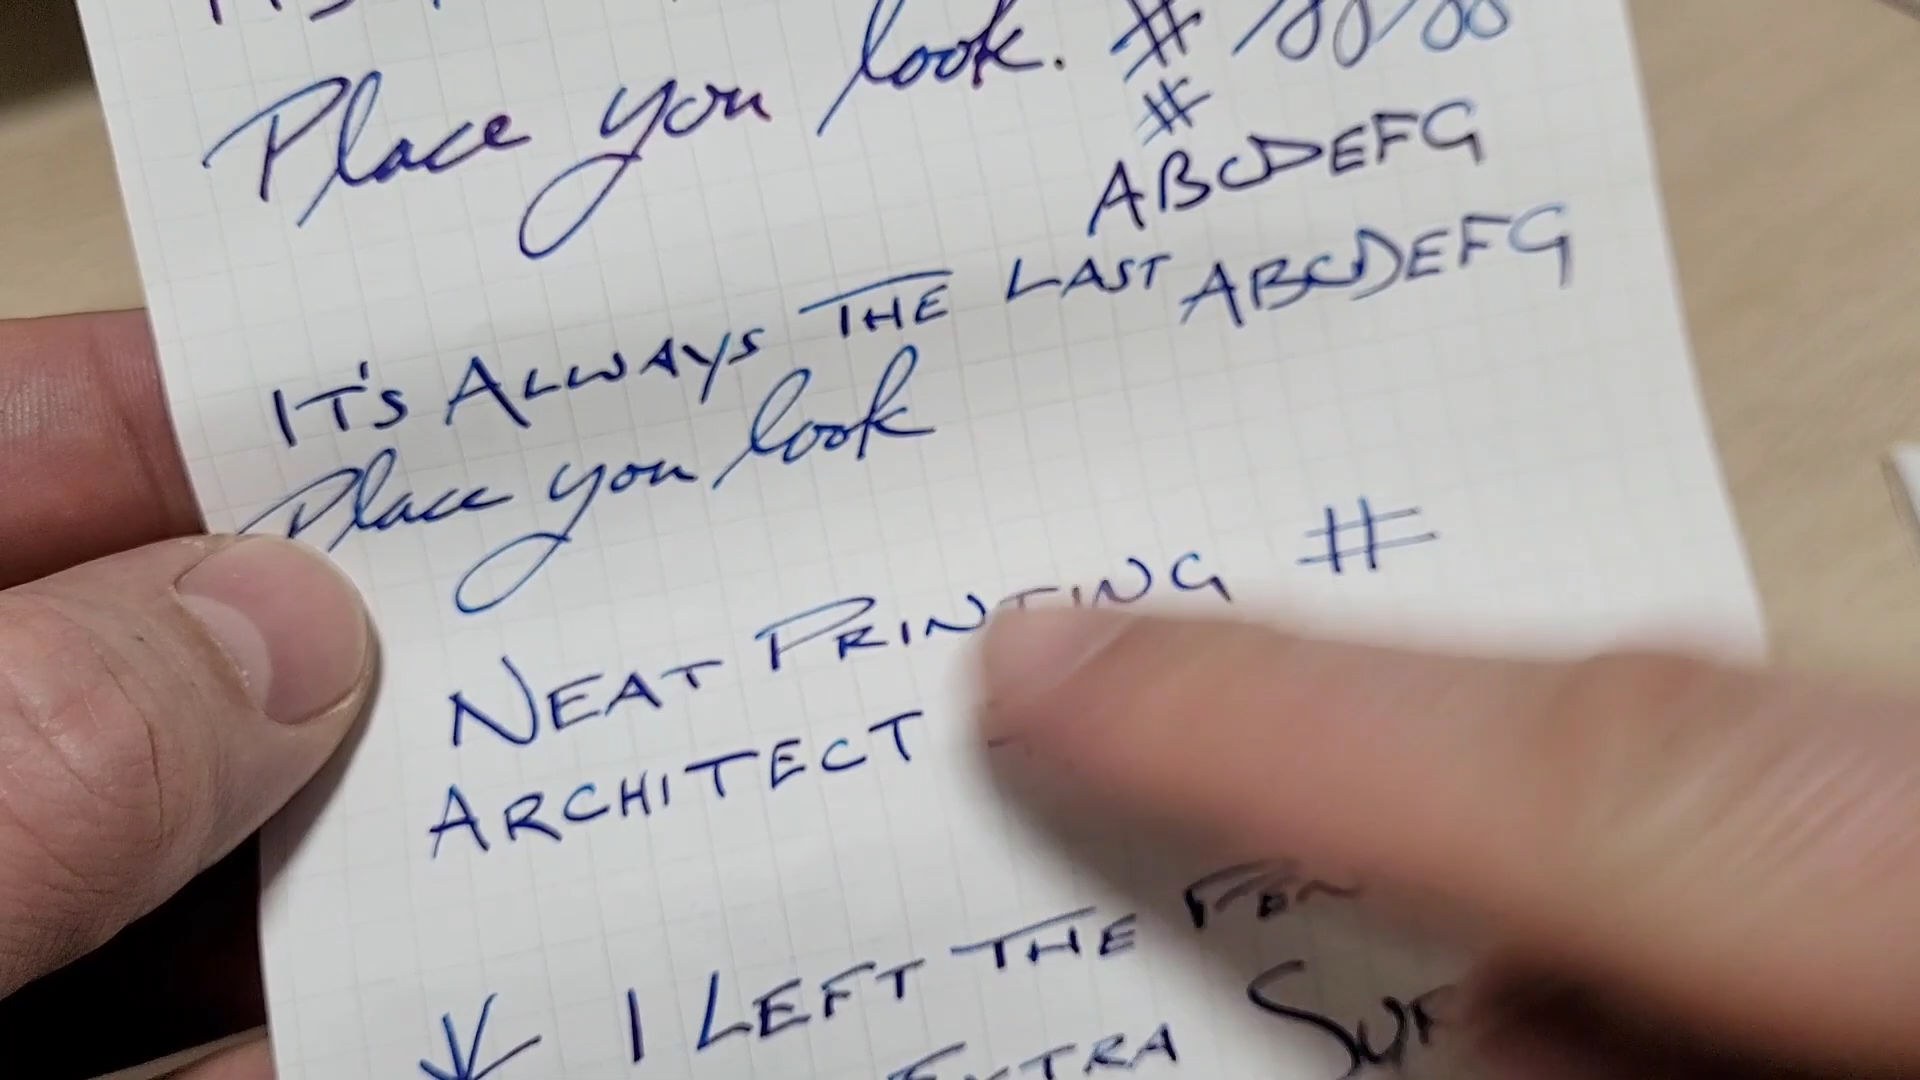 Place you look. #
#
ABCDEFG
IT'S ALWAYS THE LAST ABCDEFG
Place you look
NEAT PRINTING #
ARCHITECT
I LEFT THE
EXTRA